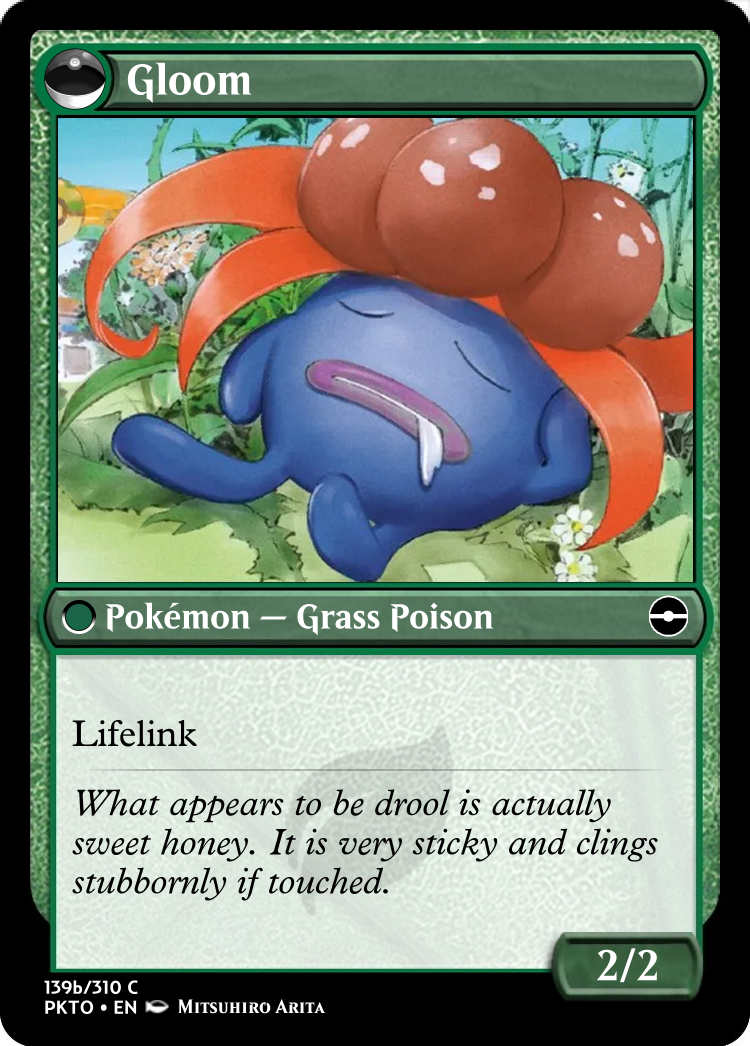 Gloom
Pokémon — Grass Poison
Lifelink
What appears to be drool is actually
sweet honey. It is very sticky and clings
stubbornly if touched.
2/2
139b/310 C
PKTO • EN Mitsuhiro Arita